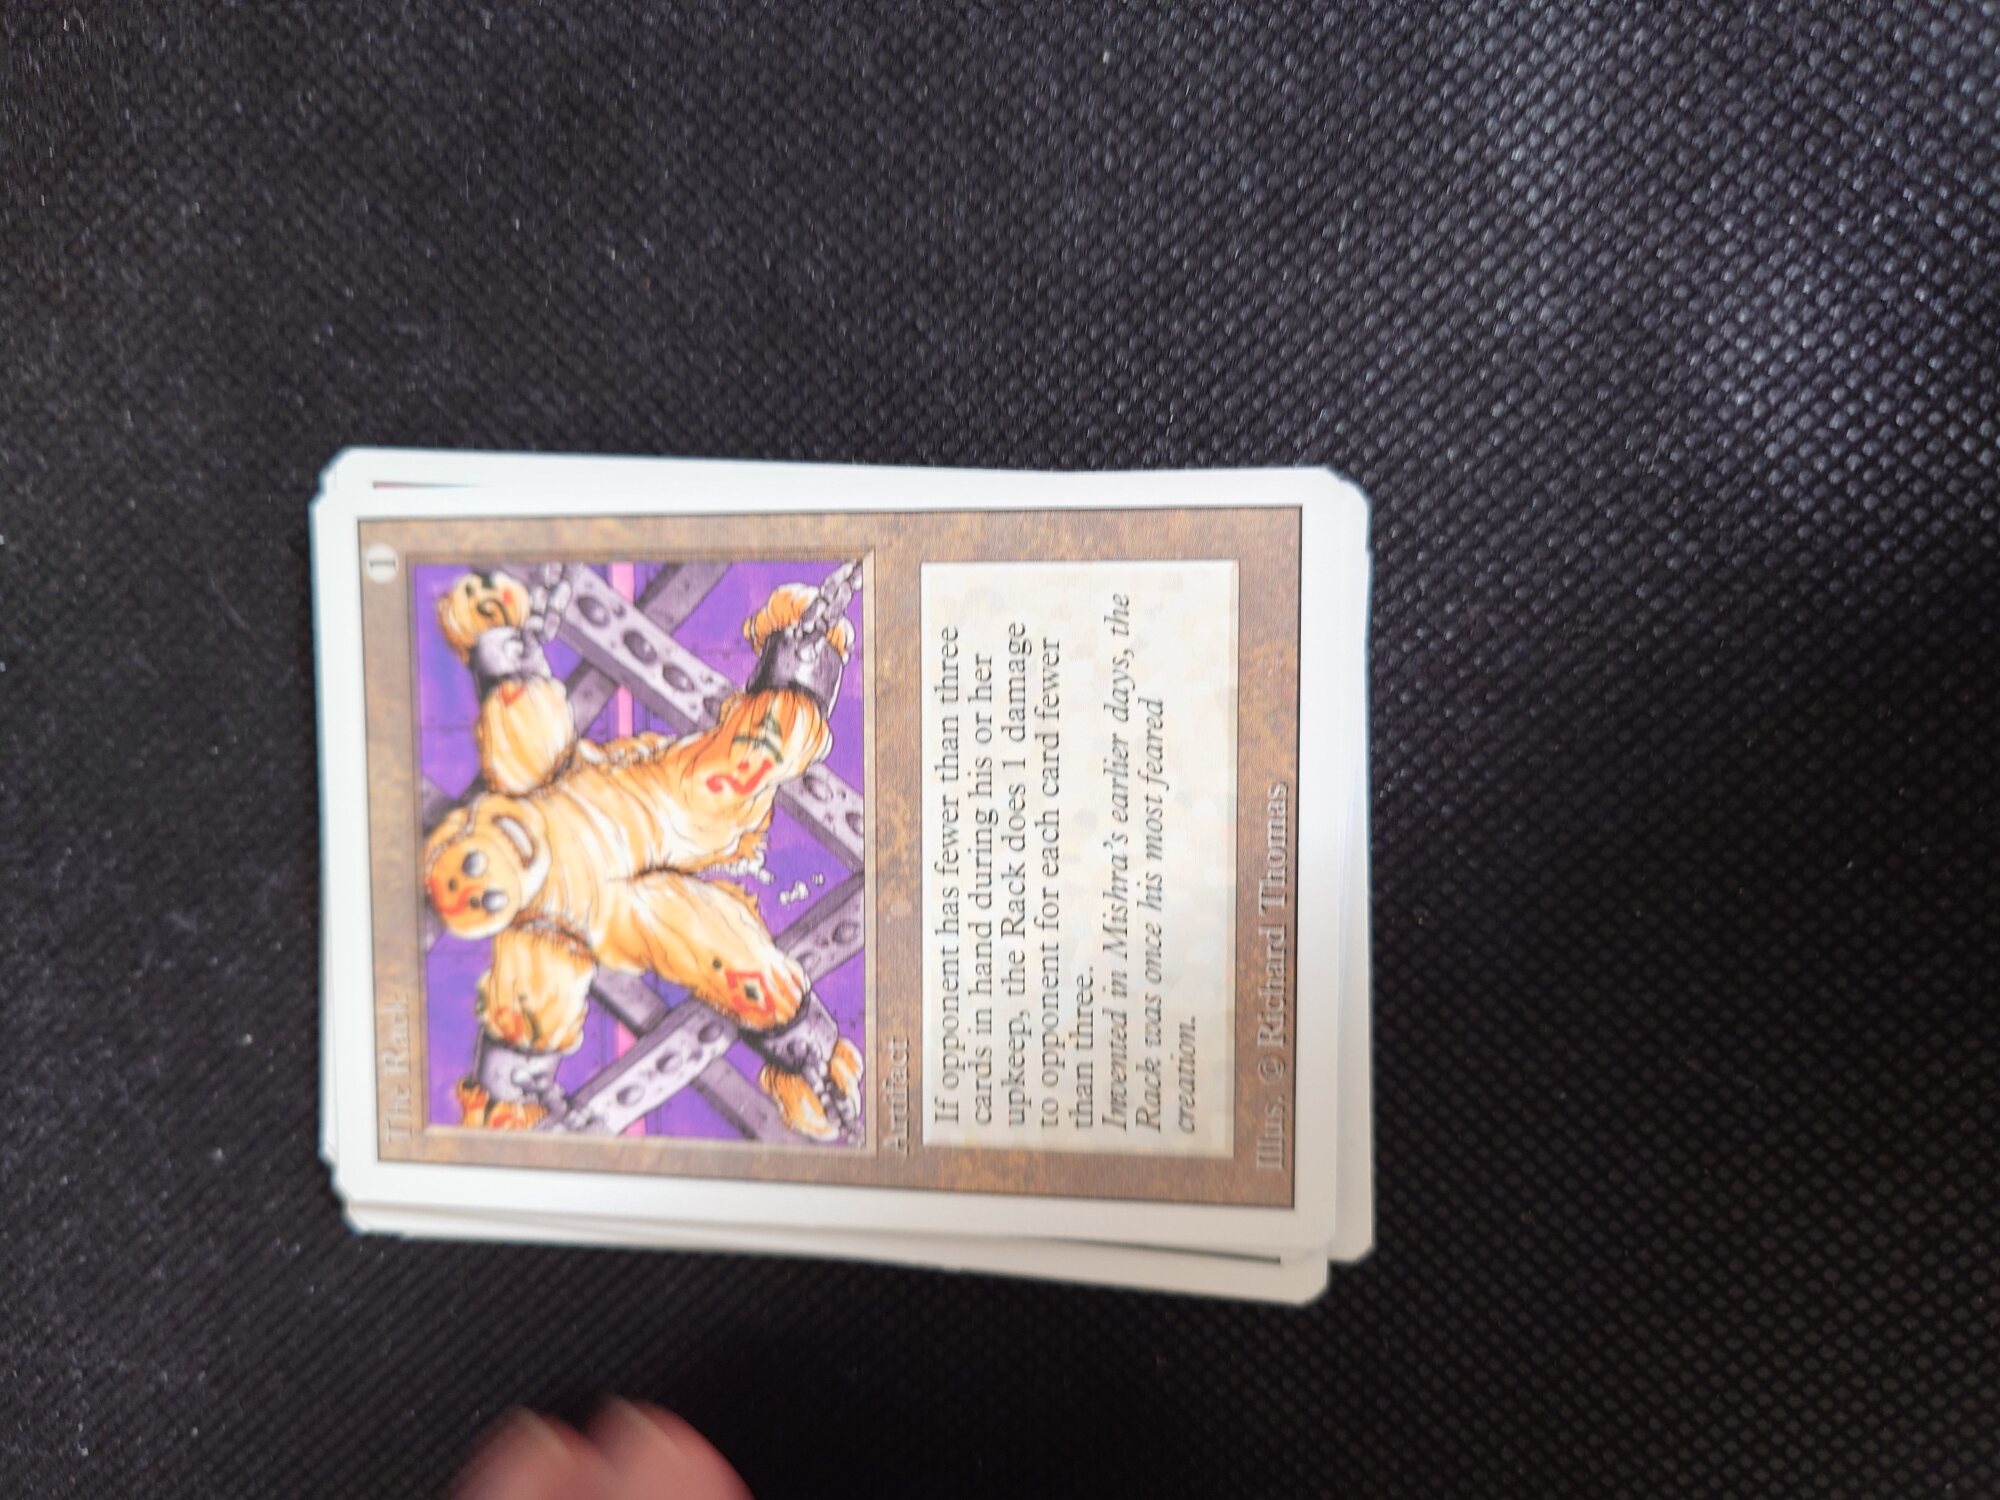 The Rack
1
Artifact
If opponent has fewer than three
cards in hand during his or her
upkeep, the Rack does 1 damage
to opponent for each card fewer
than three.
Invented in Mishra's earlier days, the
Rack was once his most feared
creation.
Illus. © Richard Thomas